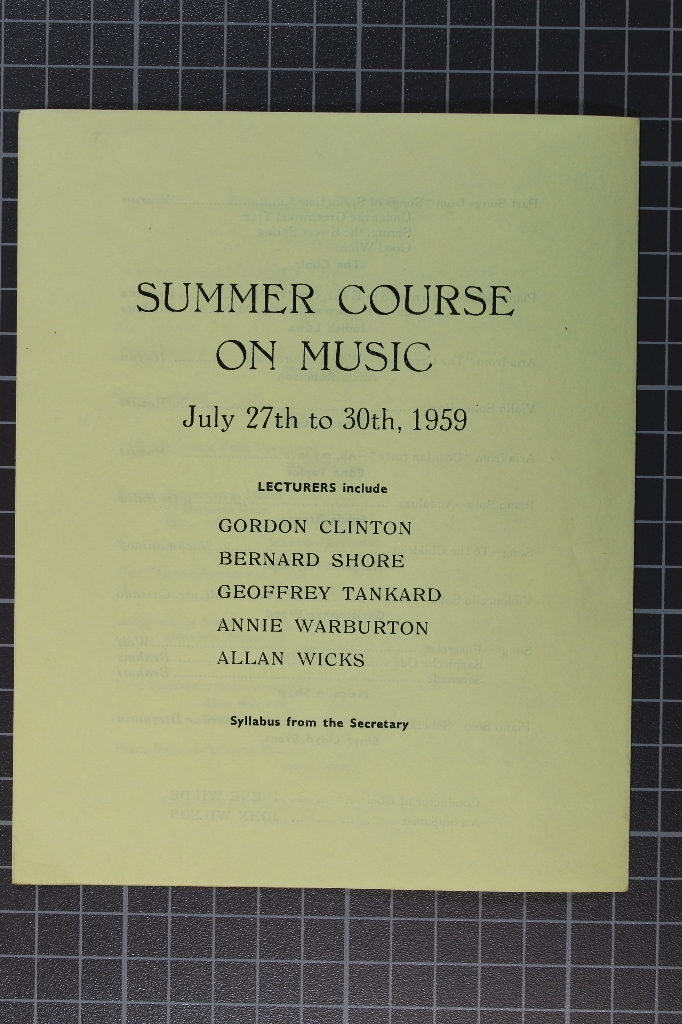 SUMMER COURSE
ON MUSIC
July 27th to 30th, 1959
LECTURERS include
GORDON CLINTON
BERNARD SHORE
GEOFFREY TANKARD
ANNIE WARBURTON
ALLAN WICKS
Syllabus from the Secretary